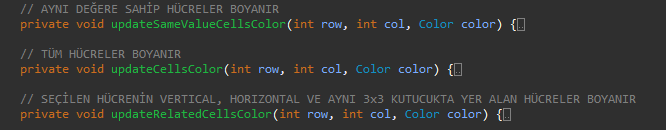 // AYNI DEĞERE SAHİP HÜCRELER BOYANIR
private void updateSameValueCellsColor(int row, int col, Color color) {
// TÜM HÜCRELER BOYANIR
private void updateCellsColor(int row, int col, Color color) {
// SEÇİLEN HÜCRENİN VERTICAL, HORIZONTAL VE AYNI 3x3 KUTUCUKTA YER ALAN HÜCRELER BOYANIR
private void updateRelatedCellsColor(int row, int col, Color color) {